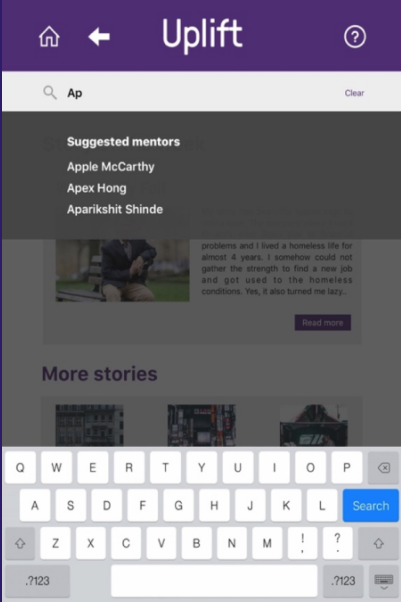 Uplift
?
Ap
Clear
Suggested mentors
Apple McCarthy
Apex Hong
Aparikshit Shinde
problems and I lived a homeless life for
almost 4 years. I somehow could not
gather the strength to find a new job
and got used to the homeless
conditions. Yes, it also turned me lazy...
Read more
More stories
Q W E R T Y U I O P
A S D F G H J K L Search
Z X C V B N M ! , ? .
.?123 .?123